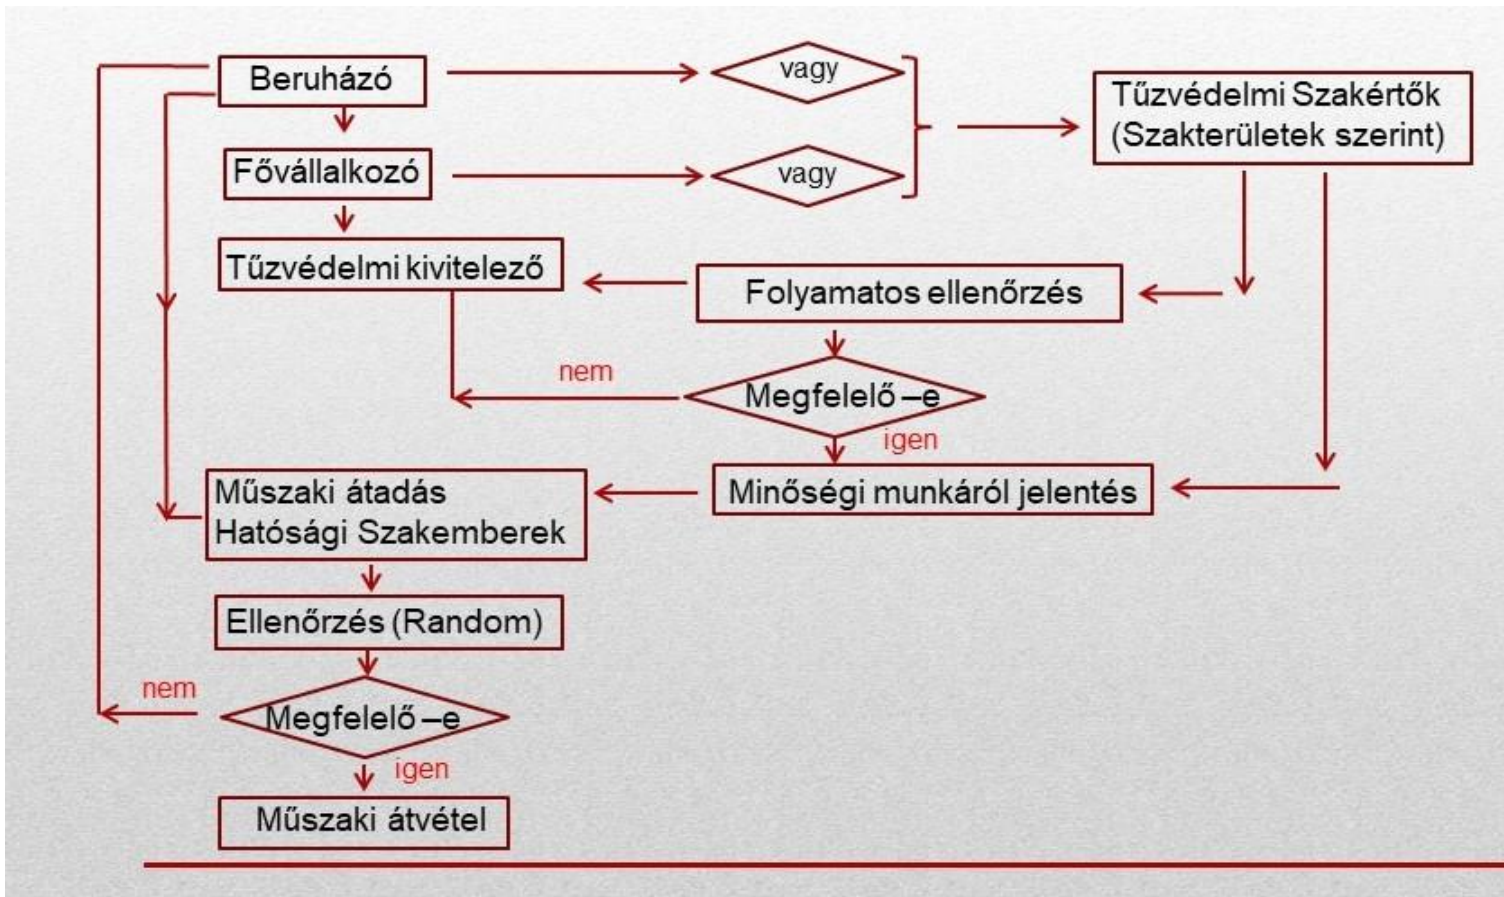 Beruházó
vagy
Tűzvédelmi Szakértők
(Szakterületek szerint)
Fővállalkozó
vagy
Tűzvédelmi kivitelező
Folyamatos ellenőrzés
nem
Megfelelő –e
igen
Minőségi munkáról jelentés
Műszaki átadás
Hatósági Szakemberek
Ellenőrzés (Random)
nem
Megfelelő –e
igen
Műszaki átvétel